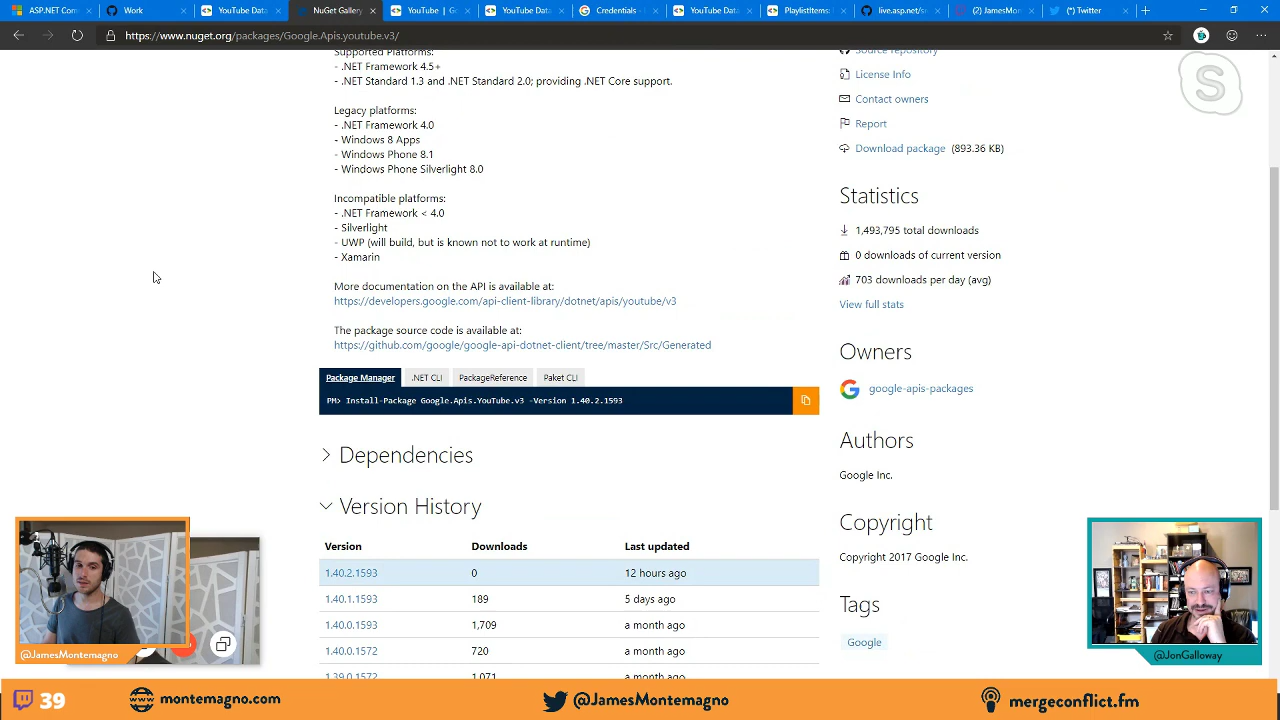 ASP.NET Com
Work
YouTube Data
NuGet Gallery
YouTube | Go
YouTube Data
Credentials -
YouTube Data
PlaylistItems:
live.asp.net/se
(2) JamesMon
(*) Twitter
https://www.nuget.org/packages/Google.Apis.youtube.v3/
Supported Platforms:
- .NET Framework 4.5+
- .NET Standard 1.3 and .NET Standard 2.0; providing .NET Core support.
Legacy platforms:
- .NET Framework 4.0
- Windows 8 Apps
- Windows Phone 8.1
- Windows Phone Silverlight 8.0
Incompatible platforms:
- .NET Framework < 4.0
- Silverlight
- UWP (will build, but is known not to work at runtime)
- Xamarin
More documentation on the API is available at:
https://developers.google.com/api-client-library/dotnet/apis/youtube/v3
The package source code is available at:
https://github.com/google/google-api-dotnet-client/tree/master/Src/Generated
Package Manager .NET CLI PackageReference Paket CLI
PM> Install-Package Google.Apis.YouTube.v3 -Version 1.40.2.1593
Dependencies
Version History
Version Downloads Last updated
1.40.2.1593 0 12 hours ago
1.40.1.1593 189 5 days ago
1.40.0.1593 1,709 a month ago
1.40.0.1572 720 a month ago
1.39.0.1572 1,071 a month ago
Source repository
License Info
Contact owners
Report
Download package (893.36 KB)
Statistics
1,493,795 total downloads
0 downloads of current version
703 downloads per day (avg)
View full stats
Owners
google-apis-packages
Authors
Google Inc.
Copyright
Copyright 2017 Google Inc.
Tags
Google
S
@JamesMontemagno
@JonGalloway
39
montemagno.com
@JamesMontemagno
mergeconflict.fm